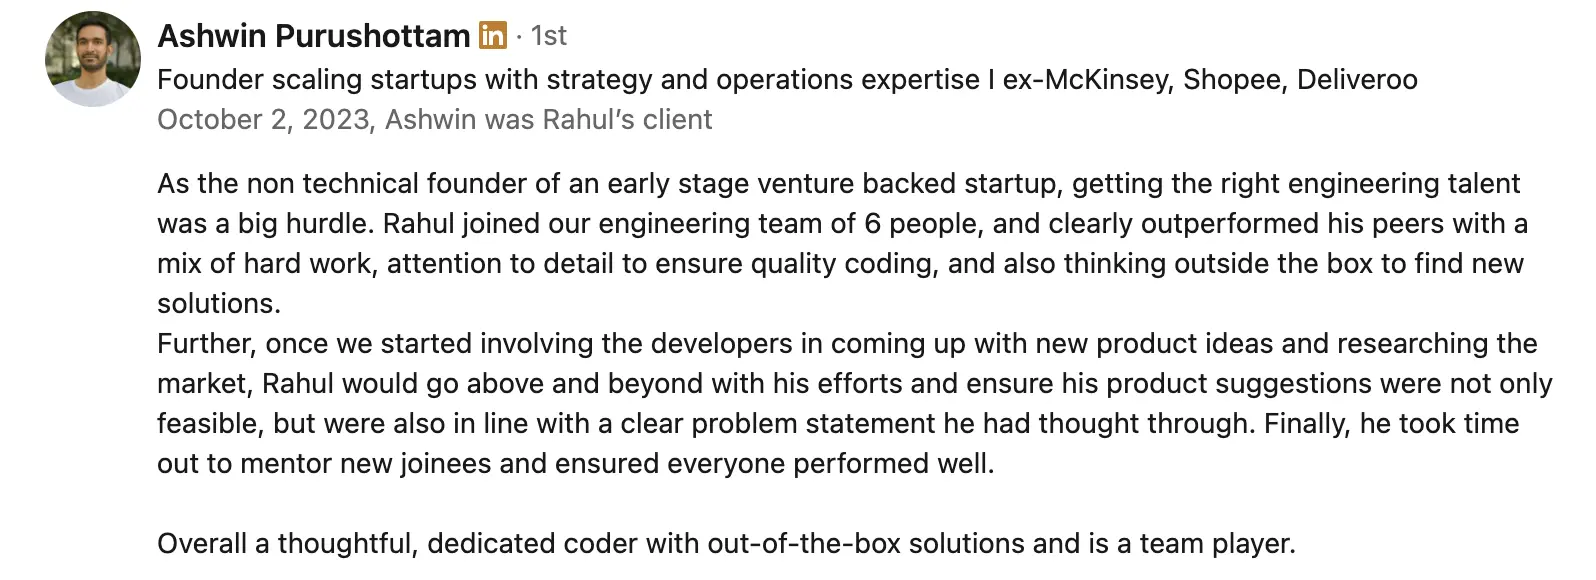 Ashwin Purushottam in · 1st
Founder scaling startups with strategy and operations expertise I ex-McKinsey, Shopee, Deliveroo
October 2, 2023, Ashwin was Rahul’s client
As the non technical founder of an early stage venture backed startup, getting the right engineering talent
was a big hurdle. Rahul joined our engineering team of 6 people, and clearly outperformed his peers with a
mix of hard work, attention to detail to ensure quality coding, and also thinking outside the box to find new
solutions.
Further, once we started involving the developers in coming up with new product ideas and researching the
market, Rahul would go above and beyond with his efforts and ensure his product suggestions were not only
feasible, but were also in line with a clear problem statement he had thought through. Finally, he took time
out to mentor new joinees and ensured everyone performed well.
Overall a thoughtful, dedicated coder with out-of-the-box solutions and is a team player.